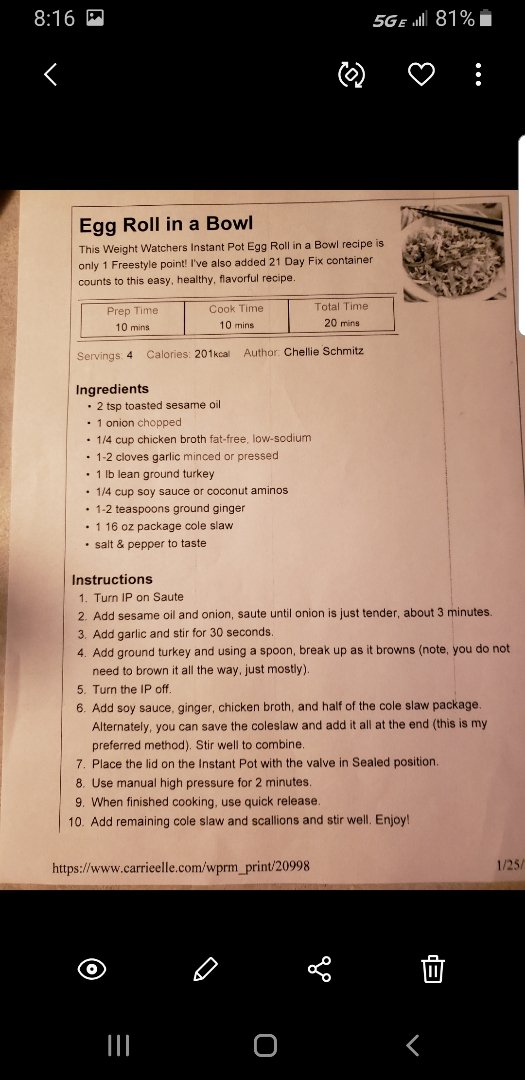 8:16 5GE 81%
Egg Roll in a Bowl
This Weight Watchers Instant Pot Egg Roll in a Bowl recipe is
only 1 Freestyle point! I've also added 21 Day Fix container
counts to this easy, healthy, flavorful recipe.
Prep Time Cook Time Total Time
10 mins 10 mins 20 mins
Servings: 4 Calories: 201kcal Author: Chellie Schmitz
Ingredients
• 2 tsp toasted sesame oil
• 1 onion chopped
• 1/4 cup chicken broth fat-free, low-sodium
• 1-2 cloves garlic minced or pressed
• 1 lb lean ground turkey
• 1/4 cup soy sauce or coconut aminos
• 1-2 teaspoons ground ginger
• 1 16 oz package cole slaw
• salt & pepper to taste
Instructions
1. Turn IP on Saute
2. Add sesame oil and onion, saute until onion is just tender, about 3 minutes.
3. Add garlic and stir for 30 seconds.
4. Add ground turkey and using a spoon, break up as it browns (note, you do not
need to brown it all the way, just mostly).
5. Turn the IP off.
6. Add soy sauce, ginger, chicken broth, and half of the cole slaw package.
Alternately, you can save the coleslaw and add it all at the end (this is my
preferred method). Stir well to combine.
7. Place the lid on the Instant Pot with the valve in Sealed position.
8. Use manual high pressure for 2 minutes.
9. When finished cooking, use quick release.
10. Add remaining cole slaw and scallions and stir well. Enjoy!
https://www.carrieelle.com/wprm_print/20998 1/25/